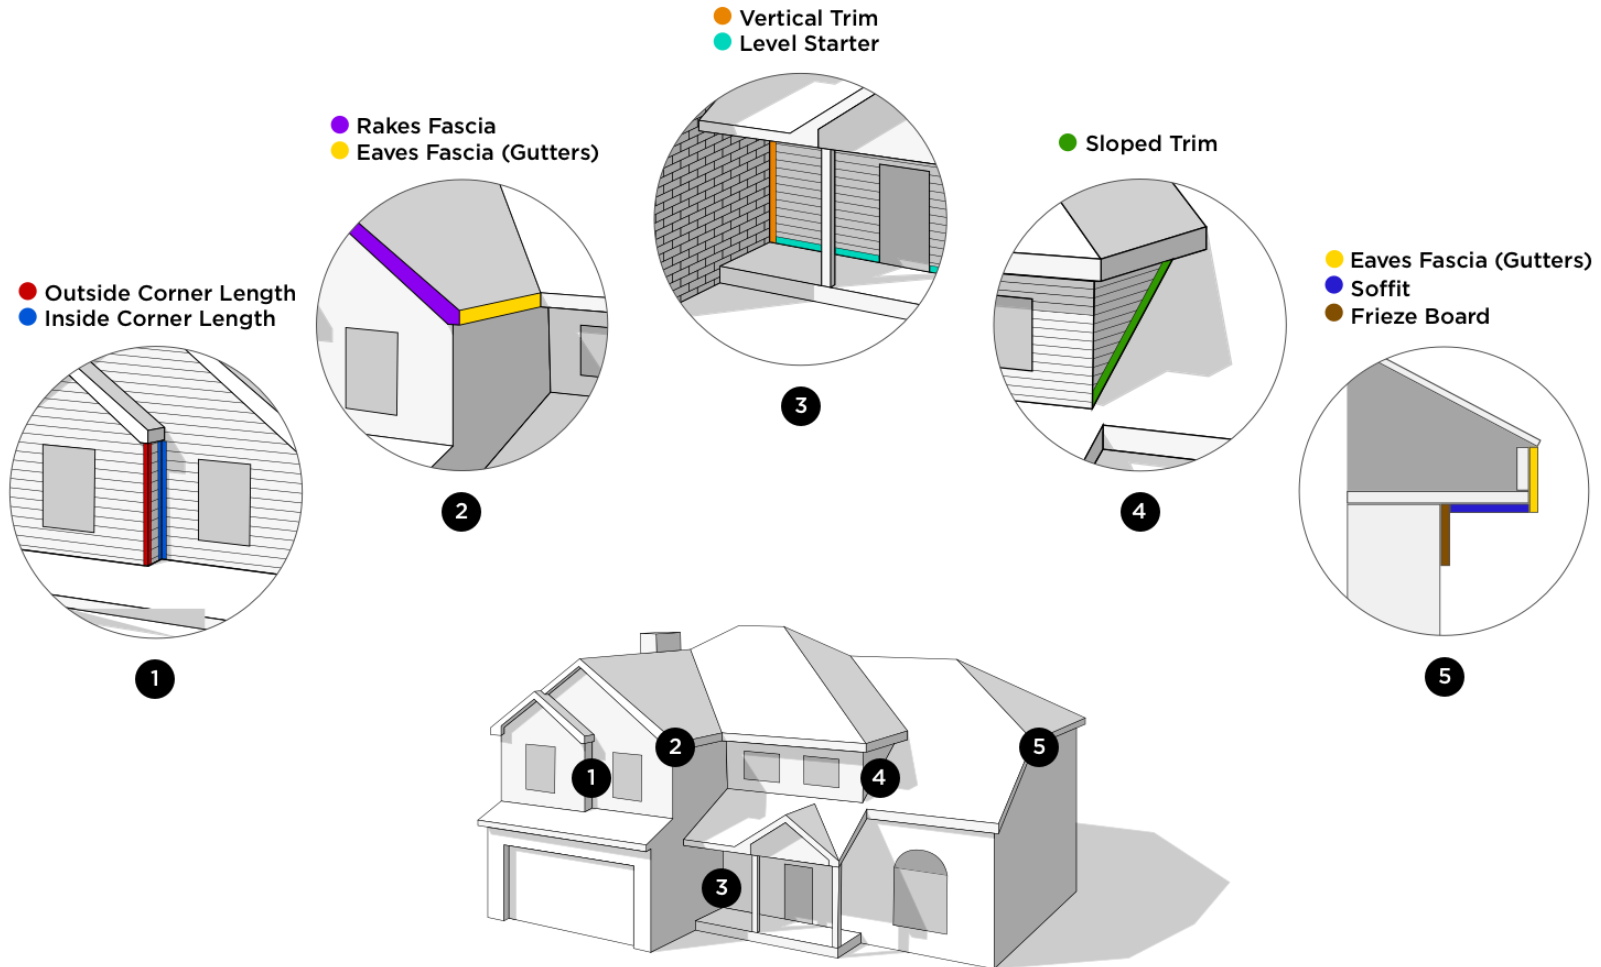 Vertical Trim
Level Starter
Rakes Fascia
Eaves Fascia (Gutters)
Sloped Trim
Eaves Fascia (Gutters)
Soffit
Frieze Board
Outside Corner Length
Inside Corner Length
3
2
4
1
5
2
5
1
4
3